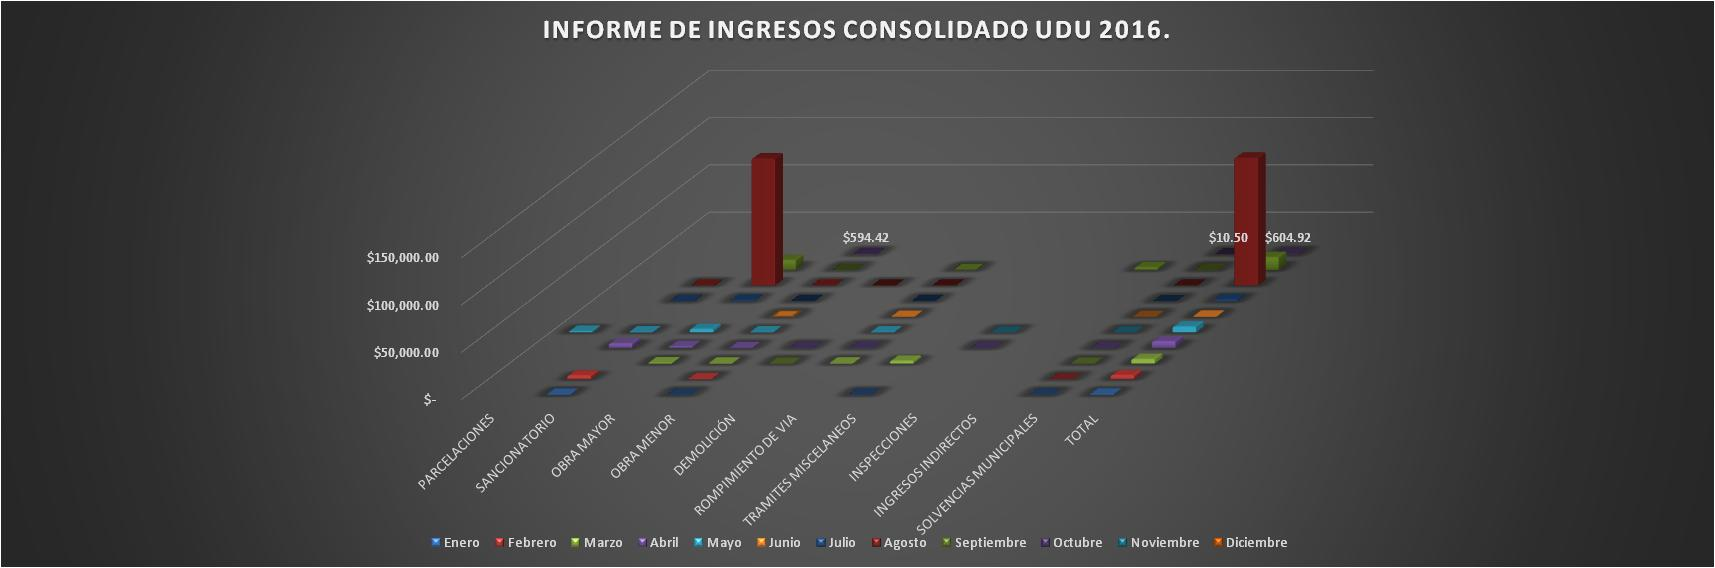 INFORME DE INGRESOS CONSOLIDADO UDU 2016.
$594.42
$10.50
$604.92
$150,000.00
$100,000.00
$50,000.00
$-
PARCELACIONES
SANCIONATORIO
OBRA MAYOR
OBRA MENOR
DEMOLICIÓN
ROMPIMIENTO DE VIA
TRAMITES MISCELANEOS
INSPECCIONES
INGRESOS INDIRECTOS
SOLVENCIAS MUNICIPALES
TOTAL
Enero Febrero Marzo Abril Mayo Junio Julio Agosto Septiembre Octubre Noviembre Diciembre